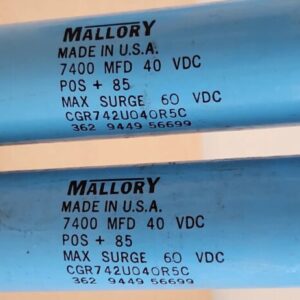 MALLORY
MADE IN U.S.A.
7400 MFD 40 VDC
POS + 85
MAX SURGE 60 VDC
CGR742U040R5C
362 9449 56699
MALLORY
MADE IN U.S.A.
7400 MFD 40 VDC
POS + 85
MAX SURGE 60 VDC
CGR742U040R5C
362 9449 56699